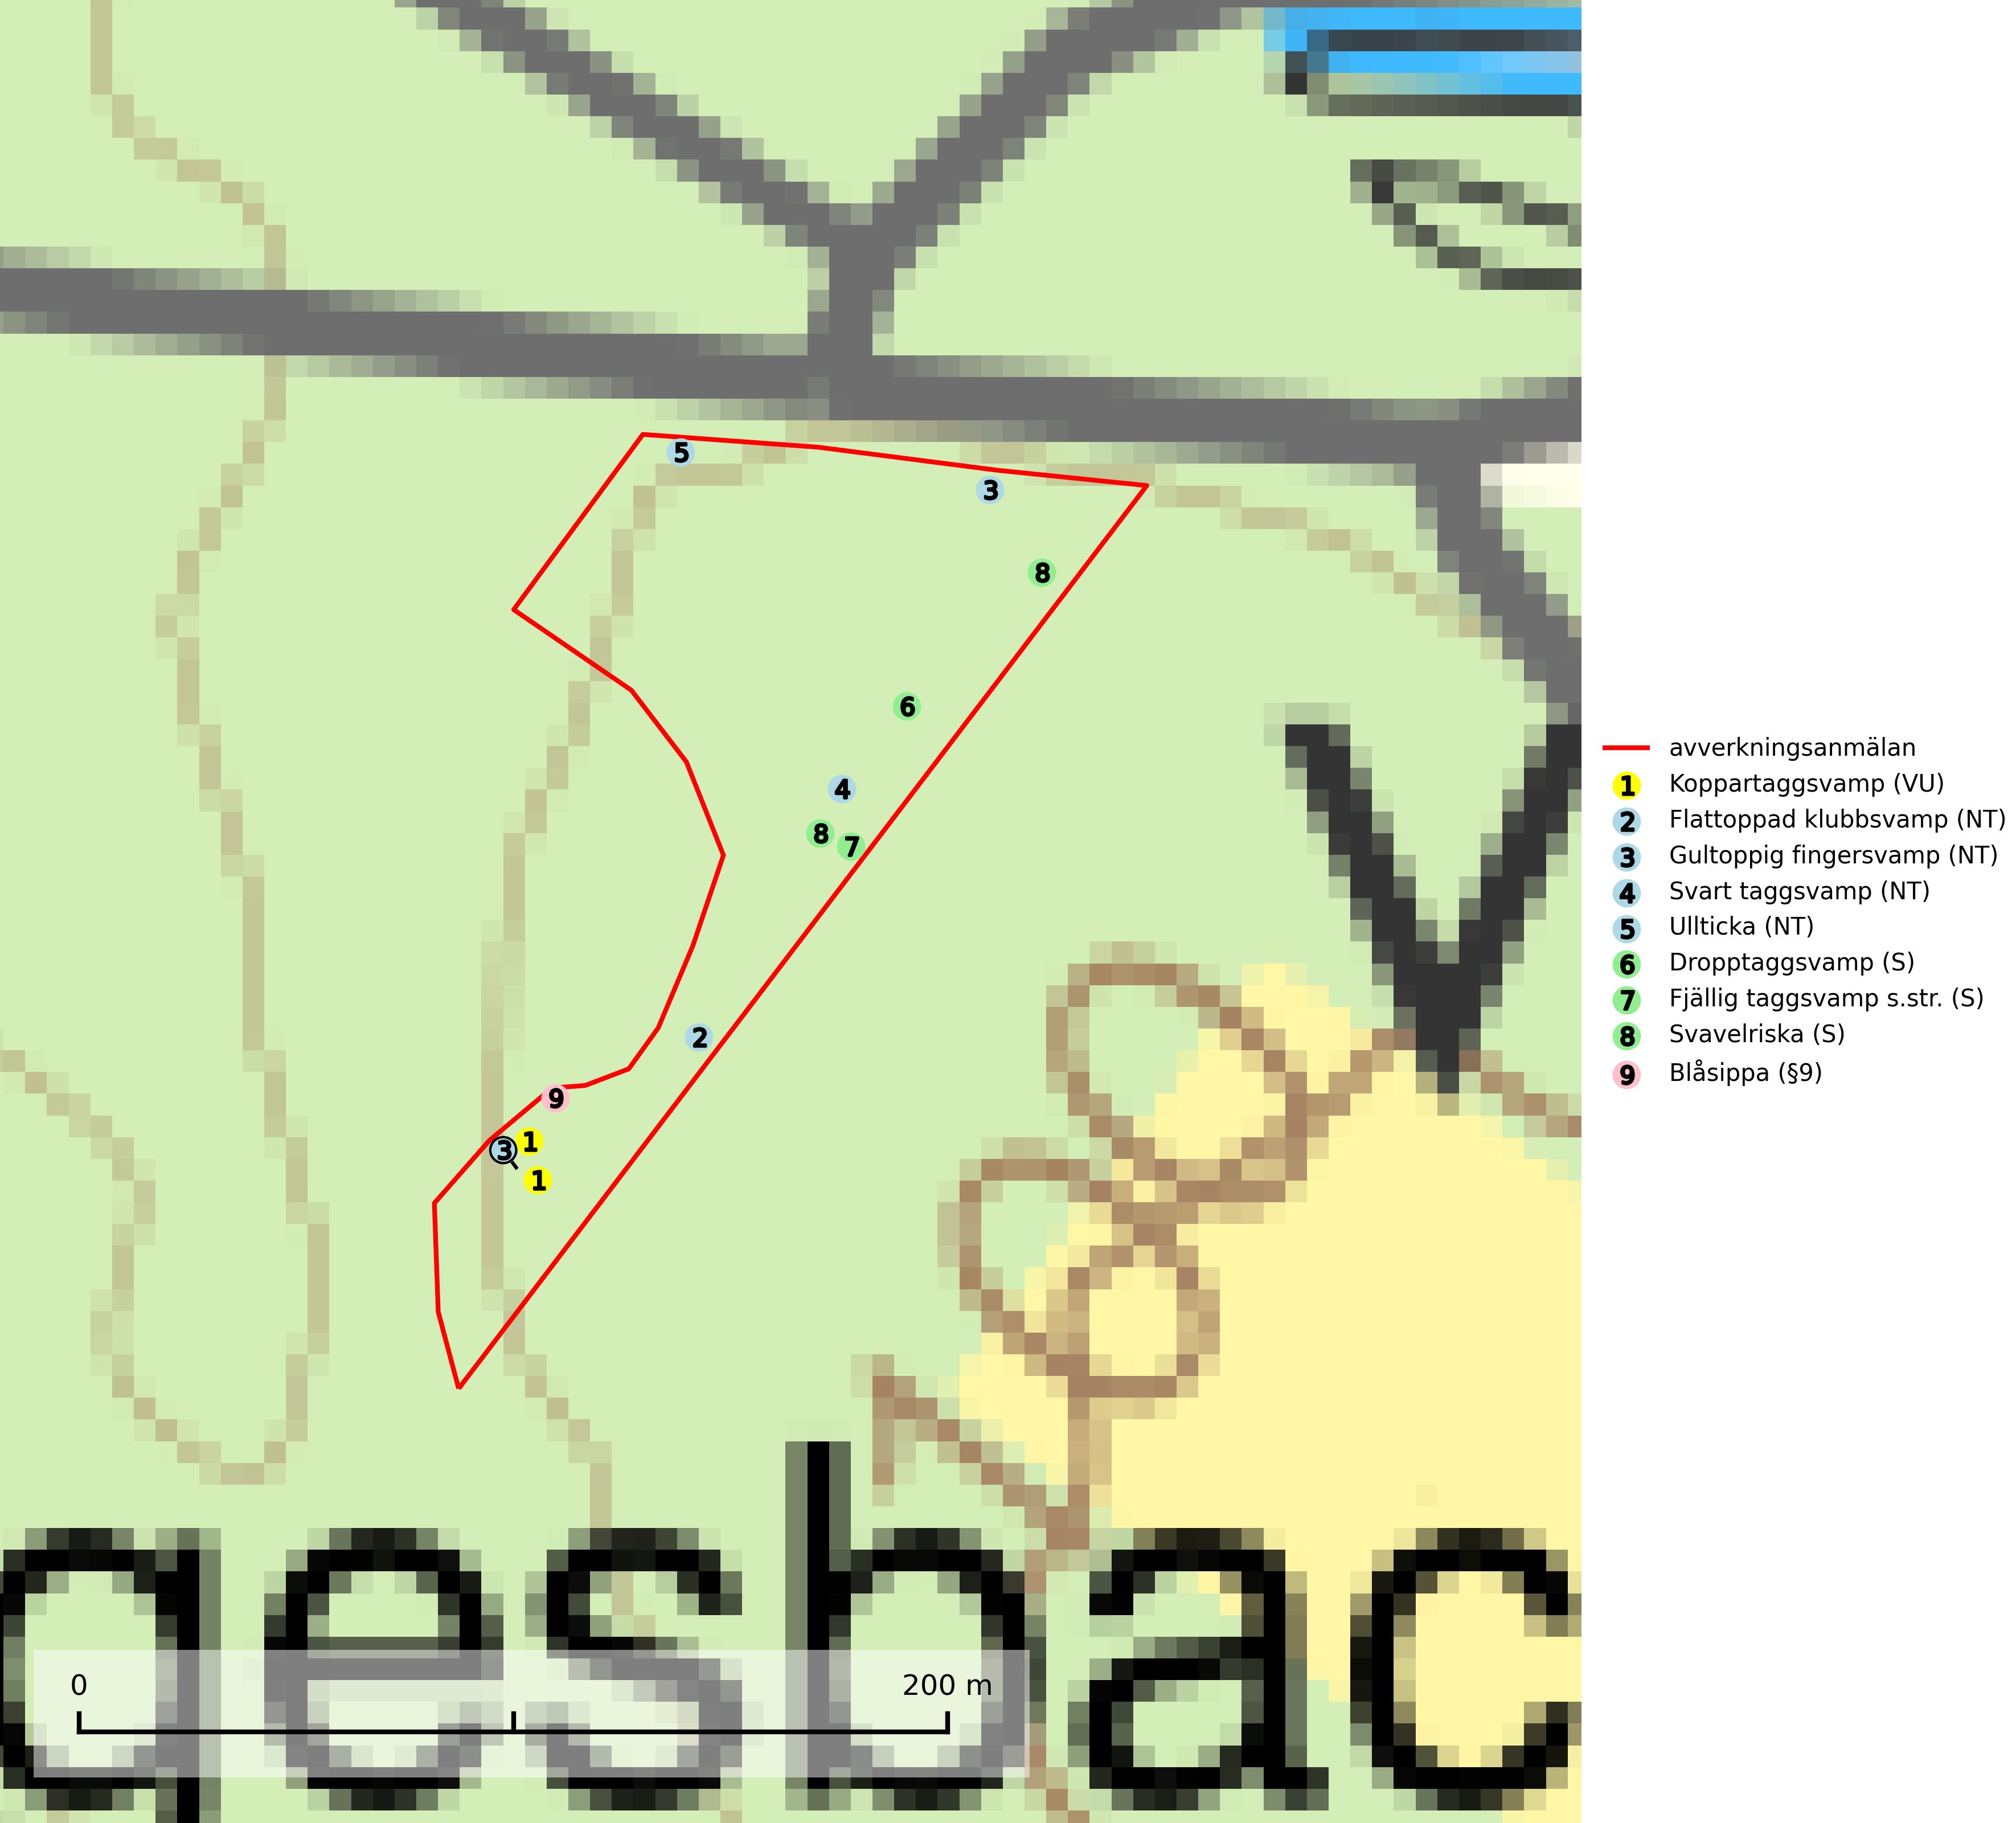 5
3
8
6
4
8
7
2
9
3
1
1
avverkningsanmälan
1 Koppartaggsvamp (VU)
2 Flattoppad klubbsvamp (NT)
3 Gultoppig fingersvamp (NT)
4 Svart taggsvamp (NT)
5 Ullticka (NT)
6 Dropptaggsvamp (S)
7 Fjällig taggsvamp s.str. (S)
8 Svavelriska (S)
9 Blåsippa (§9)
esbac
0 200 m